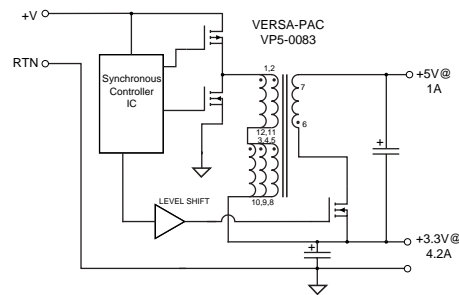 +V
RTN
VERSA-PAC
VP5-0083
Synchronous
Controller
IC
1,2
7
+5V@
1A
6
12,11
3,4,5
10,9,8
LEVEL SHIFT
+
+
+3.3V@
4.2A